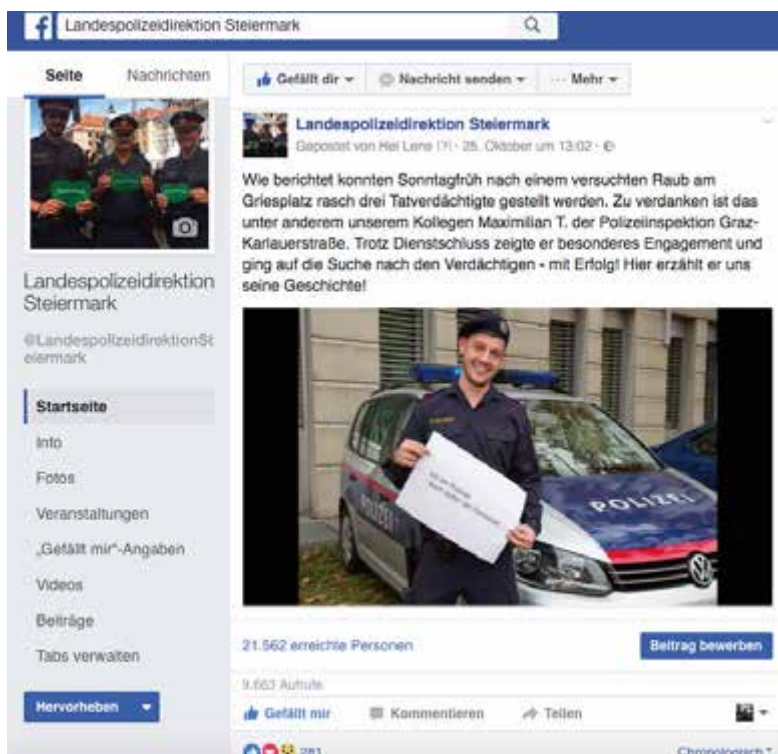 Landespolizeidirektion Steiermark
Seite Nachrichten
Gefällt dir Nachricht senden ··· Mehr
Landespolizeidirektion
Steiermark
@LandespolizeidirektionSt
eiermark
Startseite
Info
Fotos
Veranstaltungen
„Gefällt mir"-Angaben
Videos
Beiträge
Tabs verwalten
Hervorheben
Landespolizeidirektion Steiermark
Gepostet von Hei Lene [?] · 25. Oktober um 13:02 ·
Wie berichtet konnten Sonntagfrüh nach einem versuchten Raub am
Griesplatz rasch drei Tatverdächtigte gestellt werden. Zu verdanken ist das
unter anderem unserem Kollegen Maximilian T. der Polizeiinspektion Graz-
Karlauerstraße. Trotz Dienstschluss zeigte er besonderes Engagement und
ging auf die Suche nach den Verdächtigen - mit Erfolg! Hier erzählt er uns
seine Geschichte!
POLIZEI
POLIZEI
21.562 erreichte Personen
Beitrag bewerben
9.663 Aufrufe
Gefällt mir Kommentieren Teilen
281 Chronologisch